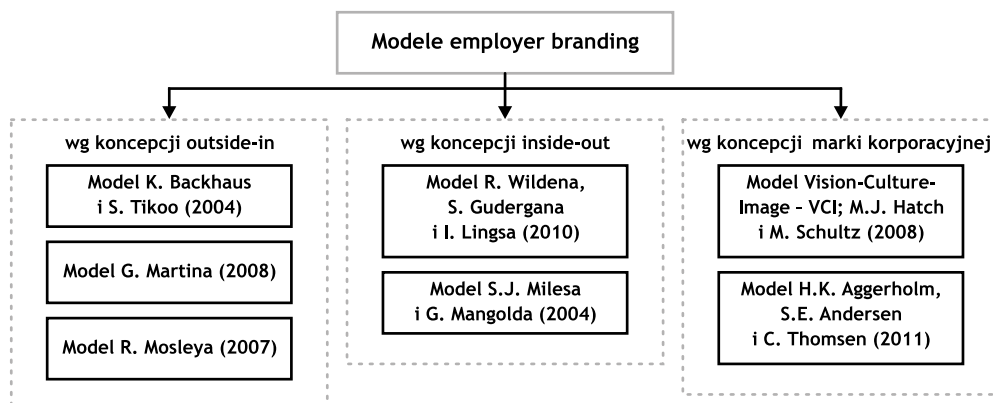 Modele employer branding
wg koncepcji outside-in
Model K. Backhaus
i S. Tikoo (2004)
Model G. Martina (2008)
Model R. Mosleya (2007)
wg koncepcji inside-out
Model R. Wildena,
S. Gudergana
i I. Lingsa (2010)
Model S.J. Milesa
i G. Mangolda (2004)
wg koncepcji marki korporacyjnej
Model Vision-Culture-
Image – VCI; M.J. Hatch
i M. Schultz (2008)
Model H.K. Aggerholm,
S.E. Andersen
i C. Thomsen (2011)